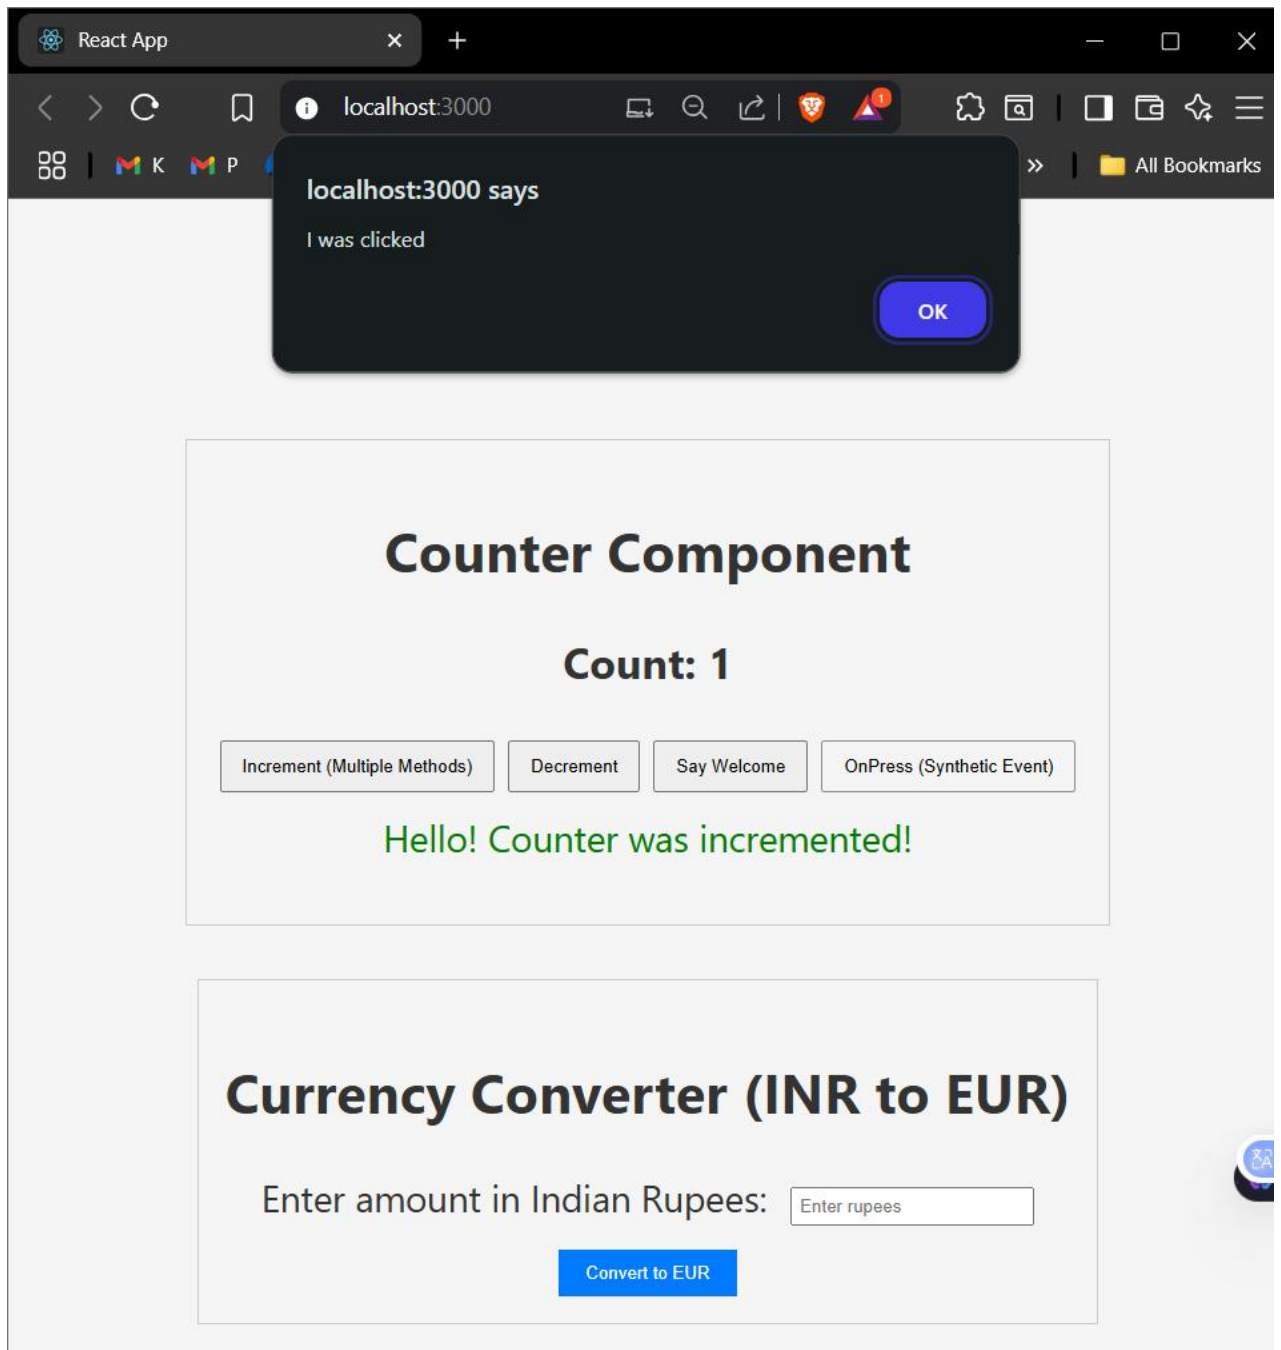 React App
localhost:3000
1
K P All Bookmarks
localhost:3000 says
I was clicked
OK
Counter Component
Count: 1
Increment (Multiple Methods) Decrement Say Welcome OnPress (Synthetic Event)
Hello! Counter was incremented!
Currency Converter (INR to EUR)
Enter amount in Indian Rupees: Enter rupees
Convert to EUR